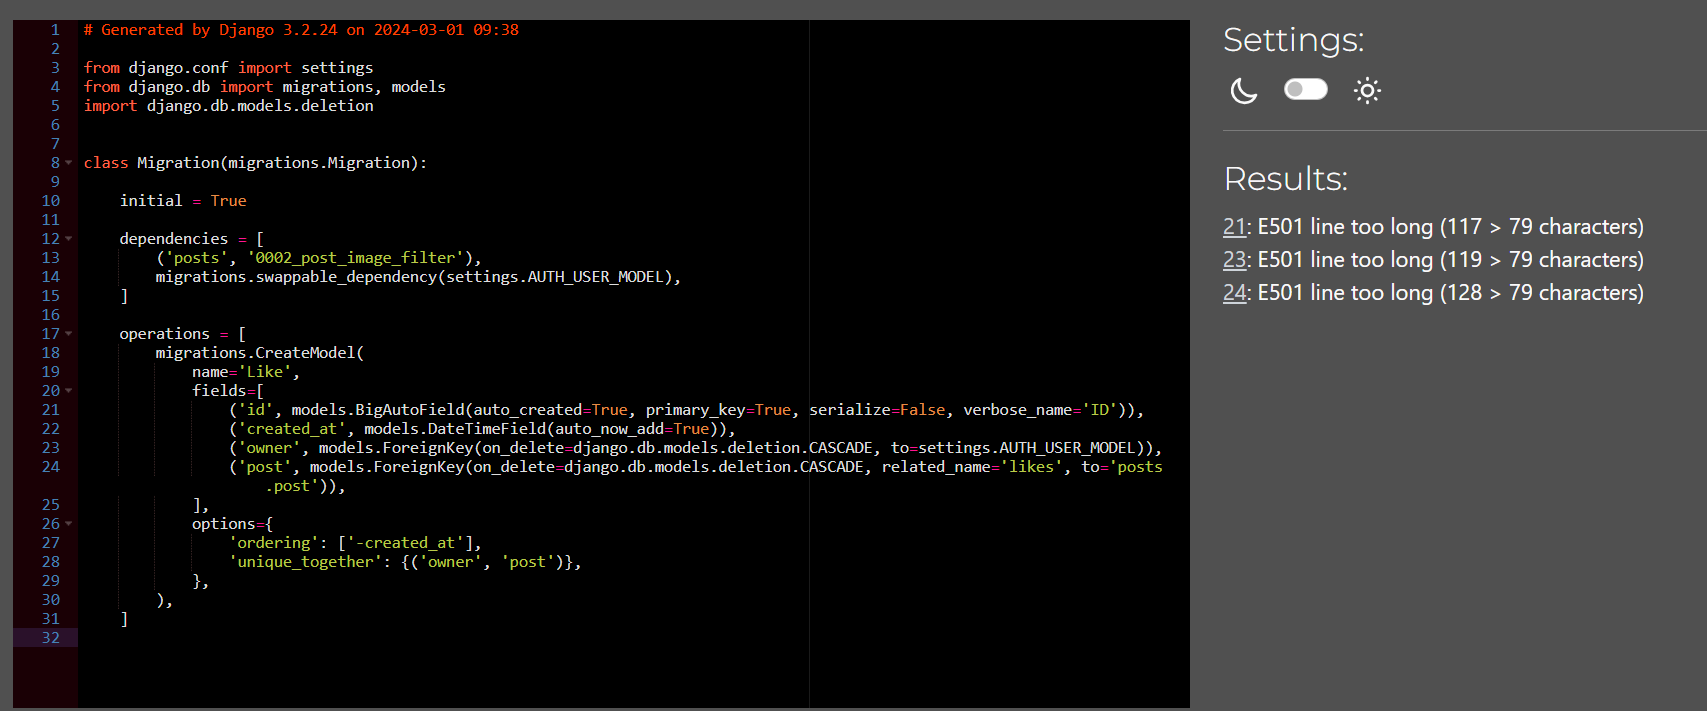 1 # Generated by Django 3.2.24 on 2024-03-01 09:38
2
3 from django.conf import settings
4 from django.db import migrations, models
5 import django.db.models.deletion
6
7
8 class Migration(migrations.Migration):
9
10     initial = True
11
12     dependencies = [
13         ('posts', '0002_post_image_filter'),
14         migrations.swappable_dependency(settings.AUTH_USER_MODEL),
15     ]
16
17     operations = [
18         migrations.CreateModel(
19             name='Like',
20             fields=[
21                 ('id', models.BigAutoField(auto_created=True, primary_key=True, serialize=False, verbose_name='ID')),
22                 ('created_at', models.DateTimeField(auto_now_add=True)),
23                 ('owner', models.ForeignKey(on_delete=django.db.models.deletion.CASCADE, to=settings.AUTH_USER_MODEL)),
24                 ('post', models.ForeignKey(on_delete=django.db.models.deletion.CASCADE, related_name='likes', to='posts
                    .post')),
25             ],
26             options={
27                 'ordering': ['-created_at'],
28                 'unique_together': {('owner', 'post')},
29             },
30         ),
31     ]
32
Settings:
Results:
21: E501 line too long (117 > 79 characters)
23: E501 line too long (119 > 79 characters)
24: E501 line too long (128 > 79 characters)